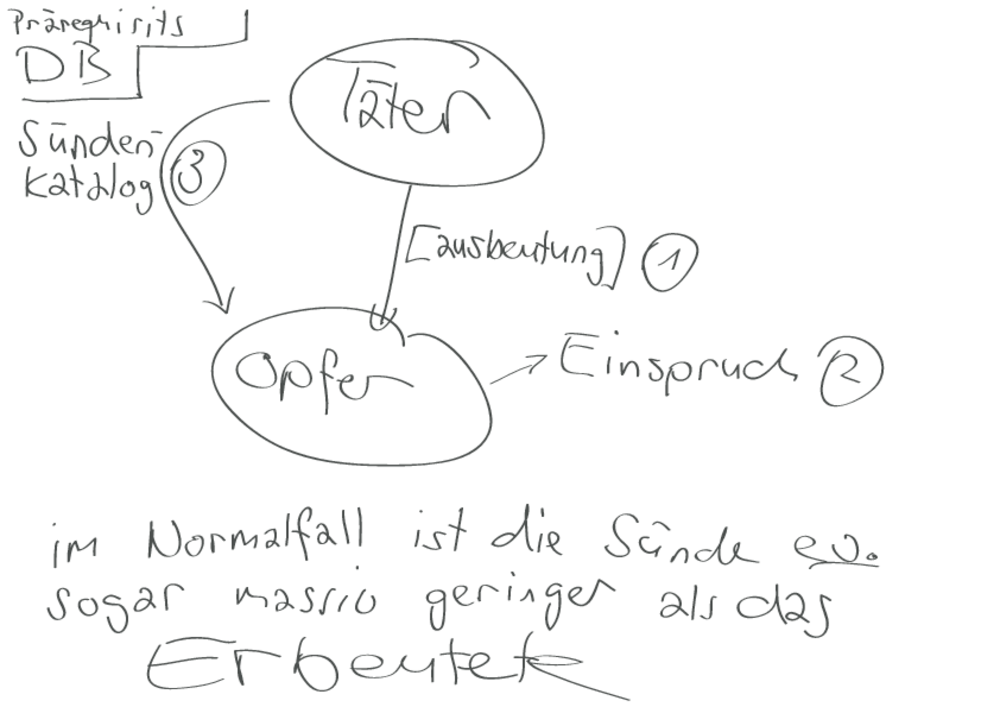 Präreqhisits
DB
Sünden-
Katalog ③
Täter
[ausbeutung] ①
Opfer
→ Einspruch ②
im Normalfall ist die Sünde ev.
sogar massiv geringer als das
Erbeutete